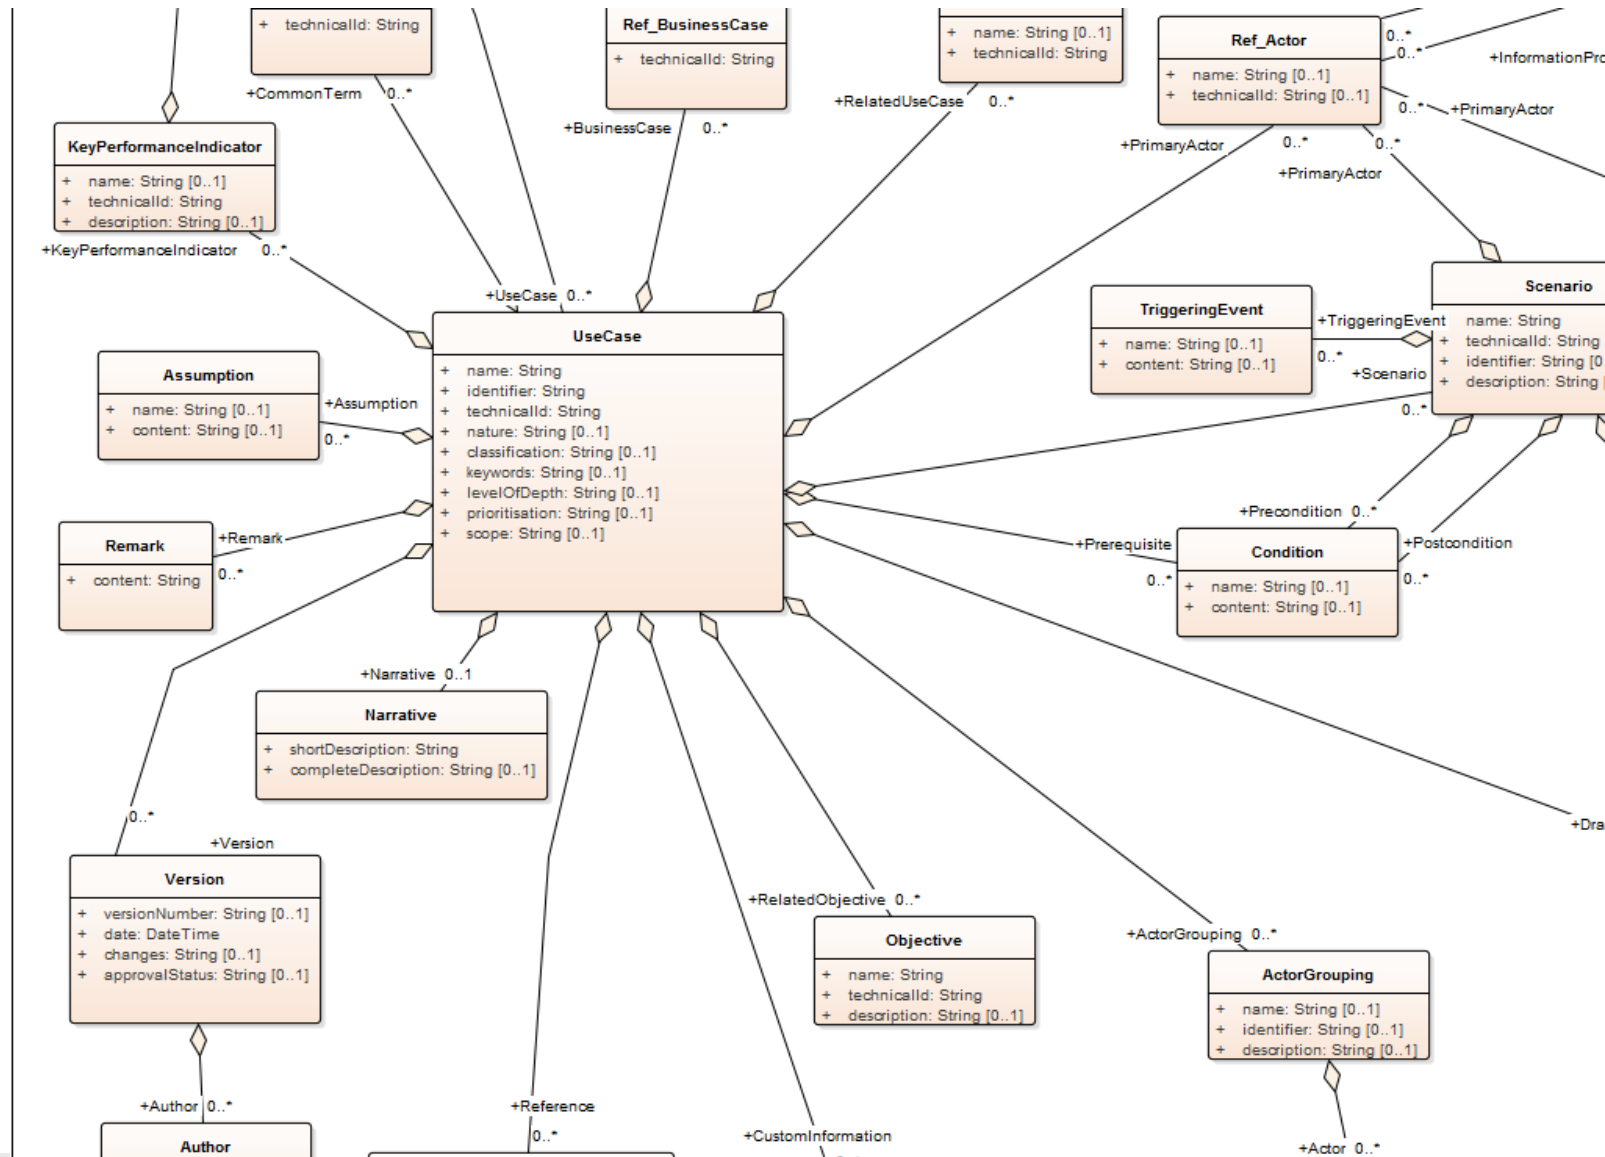 + technicalId: String
Ref_BusinessCase
+ technicalId: String
+ name: String [0..1]
+ technicalId: String
Ref_Actor
+ name: String [0..1]
+ technicalId: String [0..1]
0..*
0..*
+InformationPro
+CommonTerm 0..*
+BusinessCase 0..*
+RelatedUseCase 0..*
0..*
+PrimaryActor
+PrimaryActor 0..*
0..*
+PrimaryActor
KeyPerformanceIndicator
+ name: String [0..1]
+ technicalId: String
+ description: String [0..1]
+KeyPerformanceIndicator 0..*
+UseCase 0..*
UseCase
+ name: String
+ identifier: String
+ technicalId: String
+ nature: String [0..1]
+ classification: String [0..1]
+ keywords: String [0..1]
+ levelOfDepth: String [0..1]
+ prioritisation: String [0..1]
+ scope: String [0..1]
TriggeringEvent
+ name: String [0..1]
+ content: String [0..1]
+TriggeringEvent
0..*
Scenario
name: String
+ technicalId: String
+ identifier: String [0
+ description: String [
+Scenario
0..*
Assumption
+ name: String [0..1]
+ content: String [0..1]
+Assumption
0..*
Remark
+ content: String
+Remark
0..*
+Precondition 0..*
+Postcondition
0..*
+Prerequisite
0..*
Condition
+ name: String [0..1]
+ content: String [0..1]
+Narrative 0..1
Narrative
+ shortDescription: String
+ completeDescription: String [0..1]
0..*
+Version
Version
+ versionNumber: String [0..1]
+ date: DateTime
+ changes: String [0..1]
+ approvalStatus: String [0..1]
+Dra
+RelatedObjective 0..*
Objective
+ name: String
+ technicalId: String
+ description: String [0..1]
+ActorGrouping 0..*
ActorGrouping
+ name: String [0..1]
+ identifier: String [0..1]
+ description: String [0..1]
+Author 0..*
Author
+Reference
0..*
+CustomInformation
+Actor 0..*